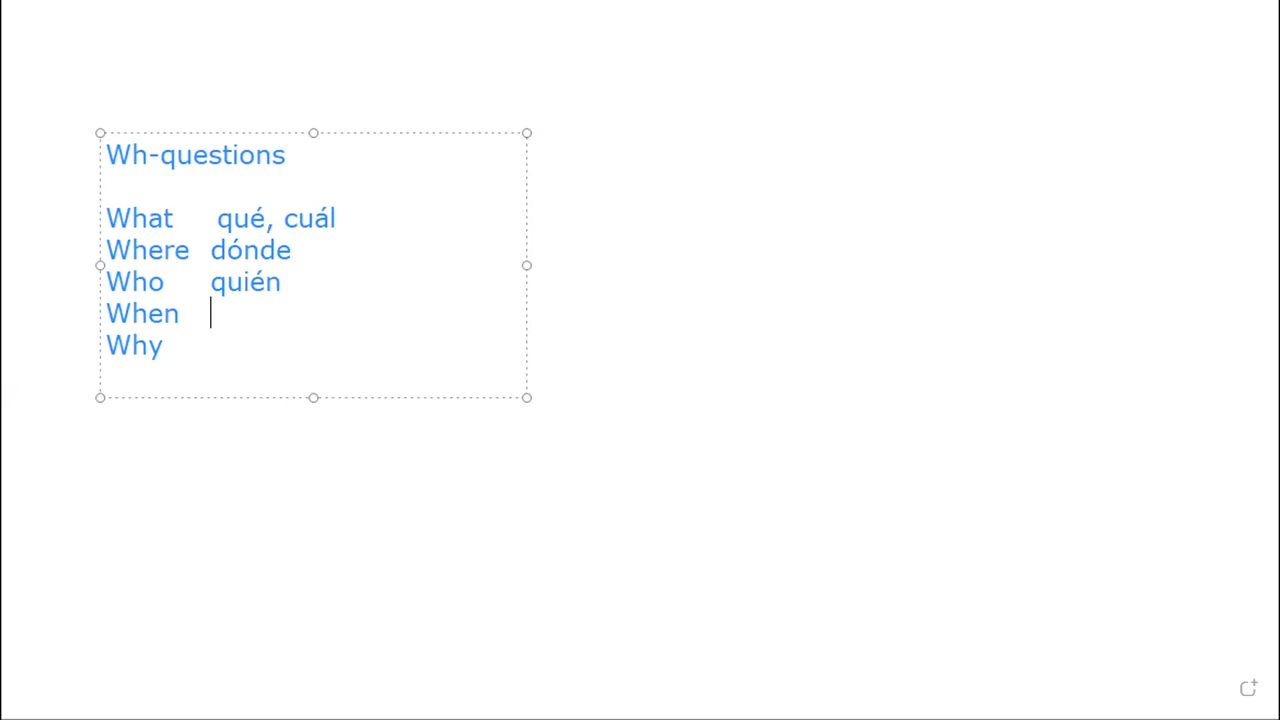 Wh-questions
What qué, cuál
Where dónde
Who quién
When
Why